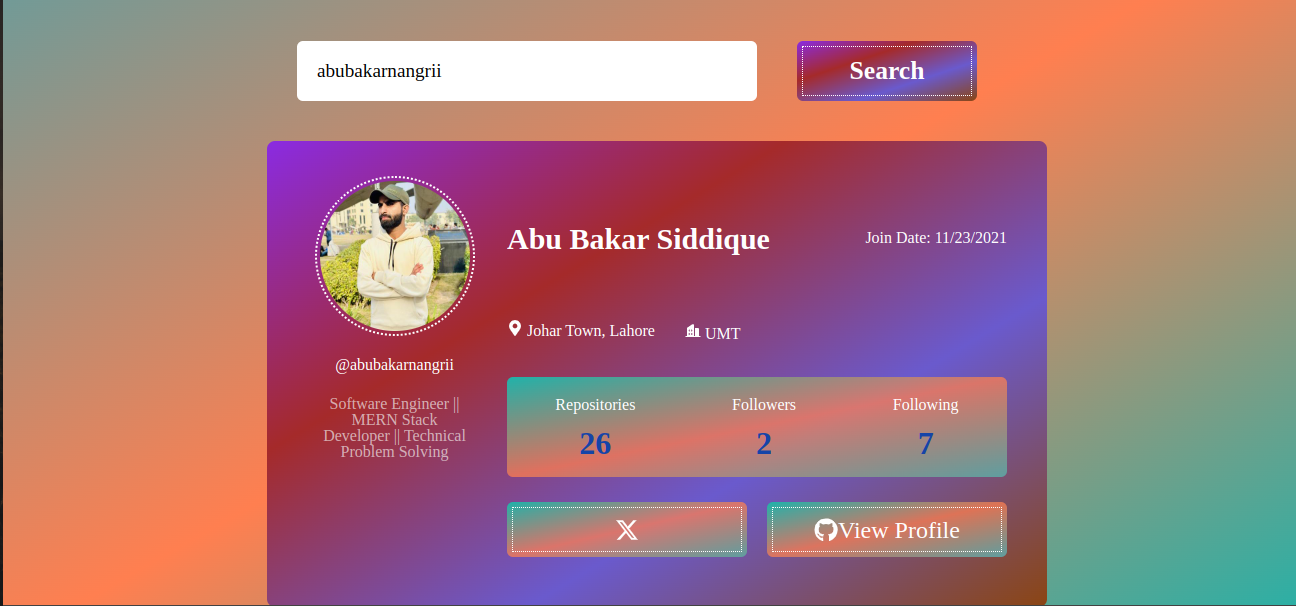 abubakarnangrii
Search
Abu Bakar Siddique
Join Date: 11/23/2021
Johar Town, Lahore
UMT
@abubakarnangrii
Software Engineer ||
MERN Stack
Developer || Technical
Problem Solving
Repositories
Followers
Following
26
2
7
X
View Profile